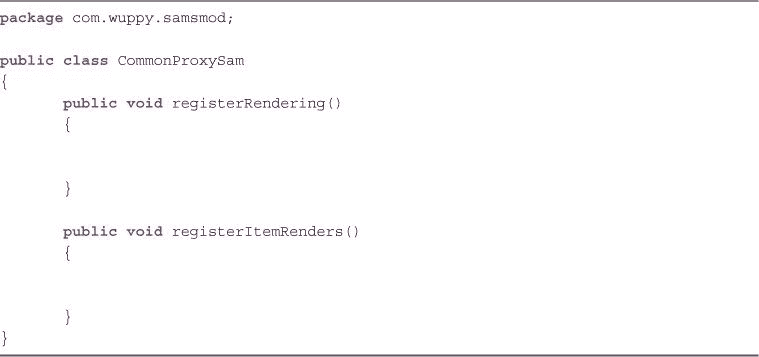 package com.wuppy.samsmod;
public class CommonProxySam
{
public void registerRendering()
{
}
public void registerItemRenders()
{
}
}